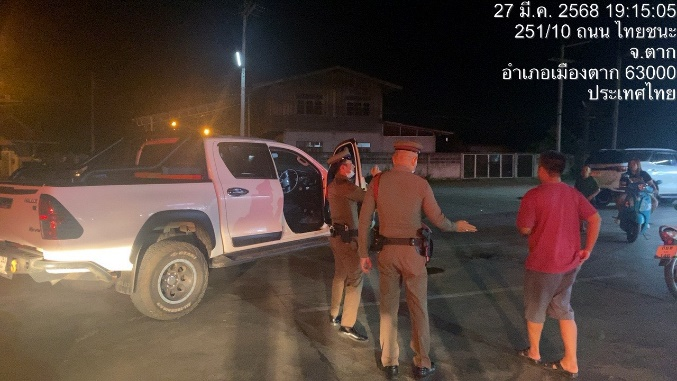 27 มี.ค. 2568 19:15:05
251/10 ถนน ไทยชนะ
จ.ตาก
อำเภอเมืองตาก 63000
ประเทศไทย